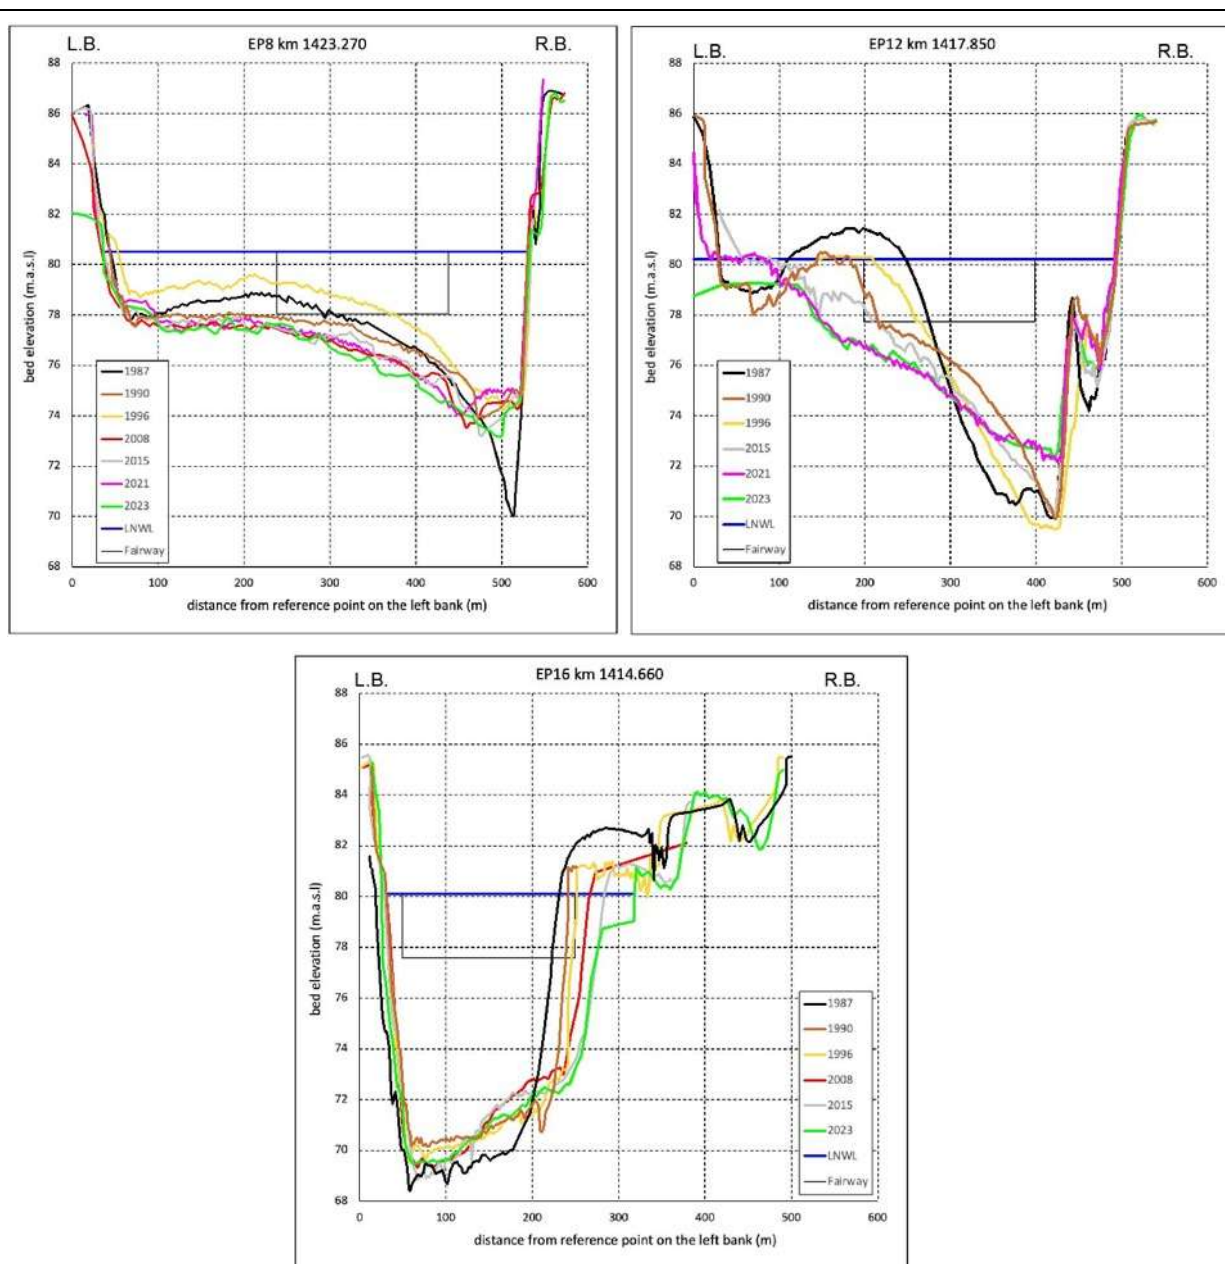 L.B. EP8 km 1423.270 R.B.
88
86
84
82
80
78
76
74
72
70
68
bed elevation (m.a.s.l)
1987
1990
1996
2008
2015
2021
2023
LNWL
Fairway
0 100 200 300 400 500 600
distance from reference point on the left bank (m)
L.B. EP12 km 1417.850 R.B.
88
86
84
82
80
78
76
74
72
70
68
bed elevation (m.a.s.l)
1987
1990
1996
2015
2021
2023
LNWL
Fairway
0 100 200 300 400 500 600
distance from reference point on the left bank (m)
L.B. EP16 km 1414.660 R.B.
88
86
84
82
80
78
76
74
72
70
68
bed elevation (m.a.s.l)
1987
1990
1996
2008
2015
2023
LNWL
Fairway
0 100 200 300 400 500 600
distance from reference point on the left bank (m)